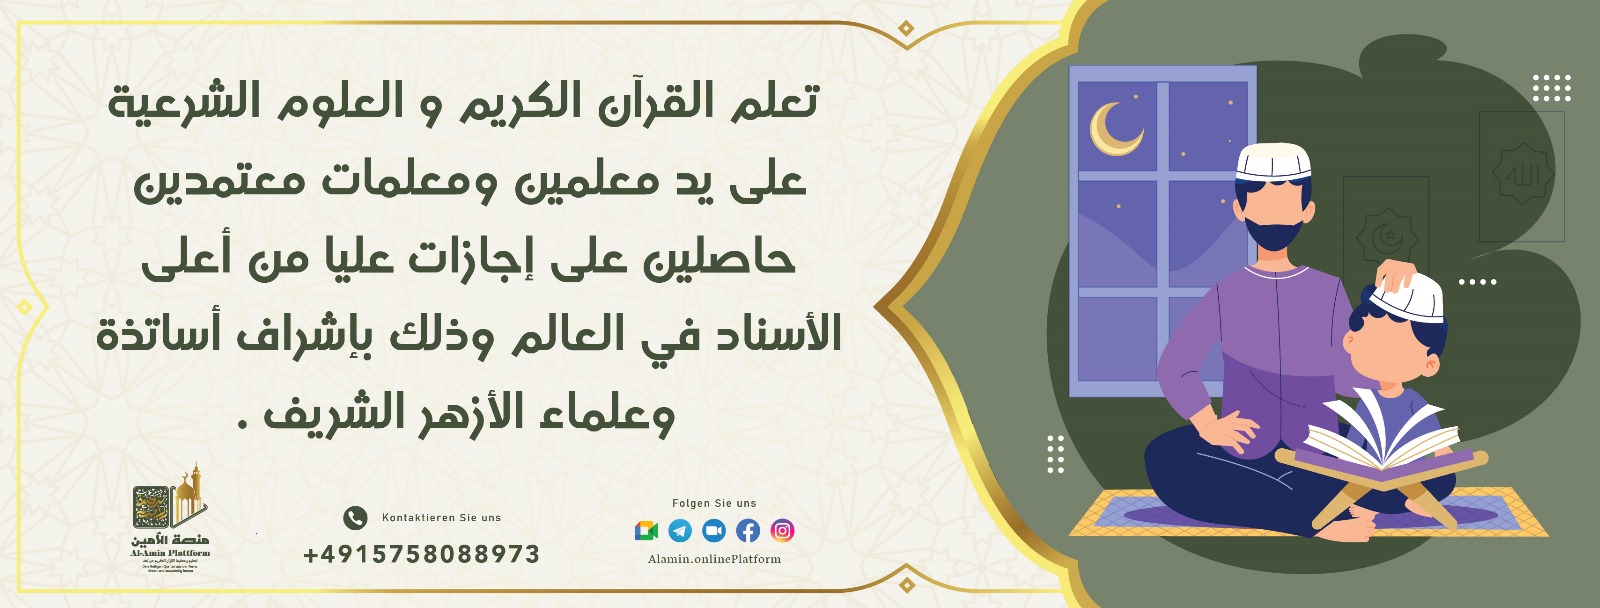 تعلم القرآن الكريم و العلوم الشرعية
على يد معلمين ومعلمات معتمدين
حاصلين على إجازات عليا من أعلى
الأسناد في العالم وذلك بإشراف أساتذة
وعلماء الأزهر الشريف .
الله
منصة الأمين
Al-Amin Plattform
Kontaktieren Sie uns
+4915758088973
Folgen Sie uns
Alamin.onlinePlatform